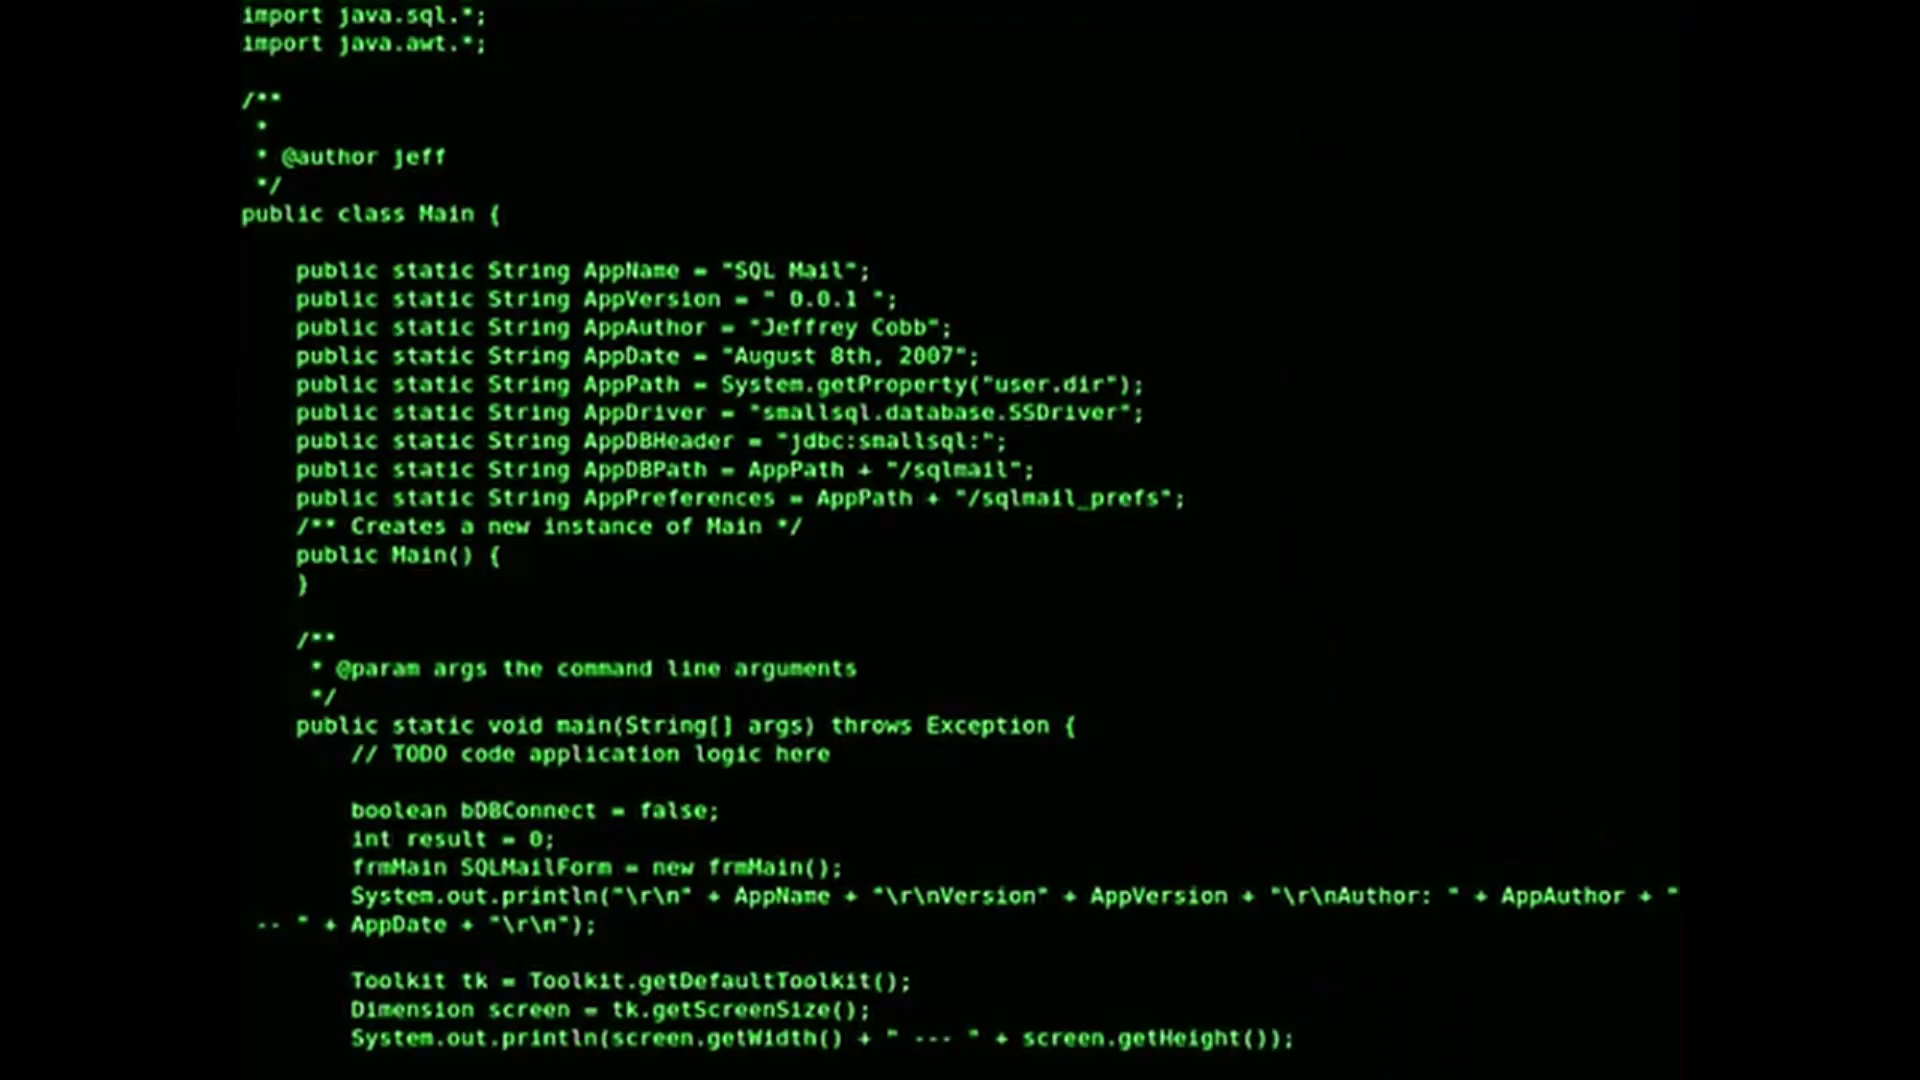 import java.sql.*;
import java.awt.*;
/**
*
* @author jeff
*/
public class Main {
public static String AppName = "SQL Mail";
public static String AppVersion = " 0.0.1 ";
public static String AppAuthor = "Jeffrey Cobb";
public static String AppDate = "August 8th, 2007";
public static String AppPath = System.getProperty("user.dir");
public static String AppDriver = "smallsql.database.SSDriver";
public static String AppDBHeader = "jdbc:smallsql:";
public static String AppDBPath = AppPath + "/sqlmail";
public static String AppPreferences = AppPath + "/sqlmail_prefs";
/** Creates a new instance of Main */
public Main() {
}
/**
* @param args the command line arguments
*/
public static void main(String[] args) throws Exception {
// TODO code application logic here
boolean bDBConnect = false;
int result = 0;
frmMain SQLMailForm = new frmMain();
System.out.println("\r\n" + AppName + "\r\nVersion" + AppVersion + "\r\nAuthor: " + AppAuthor + "
-- " + AppDate + "\r\n");
Toolkit tk = Toolkit.getDefaultToolkit();
Dimension screen = tk.getScreenSize();
System.out.println(screen.getWidth() + " --- " + screen.getHeight());